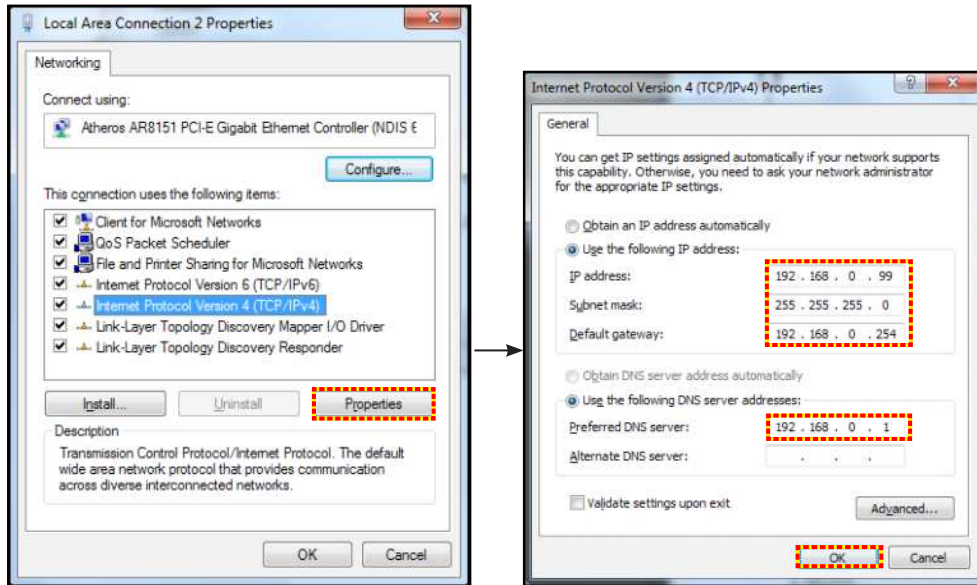 Local Area Connection 2 Properties
Networking
Connect using:
Atheros AR8151 PCI-E Gigabit Ethernet Controller (NDIS 6
Configure...
This connection uses the following items:
Client for Microsoft Networks
QoS Packet Scheduler
File and Printer Sharing for Microsoft Networks
Internet Protocol Version 6 (TCP/IPv6)
Internet Protocol Version 4 (TCP/IPv4)
Link-Layer Topology Discovery Mapper I/O Driver
Link-Layer Topology Discovery Responder
Install...
Uninstall
Properties
Description
Transmission Control Protocol/Internet Protocol. The default
wide area network protocol that provides communication
across diverse interconnected networks.
OK
Cancel
Internet Protocol Version 4 (TCP/IPv4) Properties
General
You can get IP settings assigned automatically if your network supports
this capability. Otherwise, you need to ask your network administrator
for the appropriate IP settings.
Obtain an IP address automatically
Use the following IP address:
IP address: 192 . 168 . 0 . 99
Subnet mask: 255 . 255 . 255 . 0
Default gateway: 192 . 168 . 0 . 254
Obtain DNS server address automatically
Use the following DNS server addresses:
Preferred DNS server: 192 . 168 . 0 . 1
Alternate DNS server: . . .
Validate settings upon exit
Advanced...
OK
Cancel